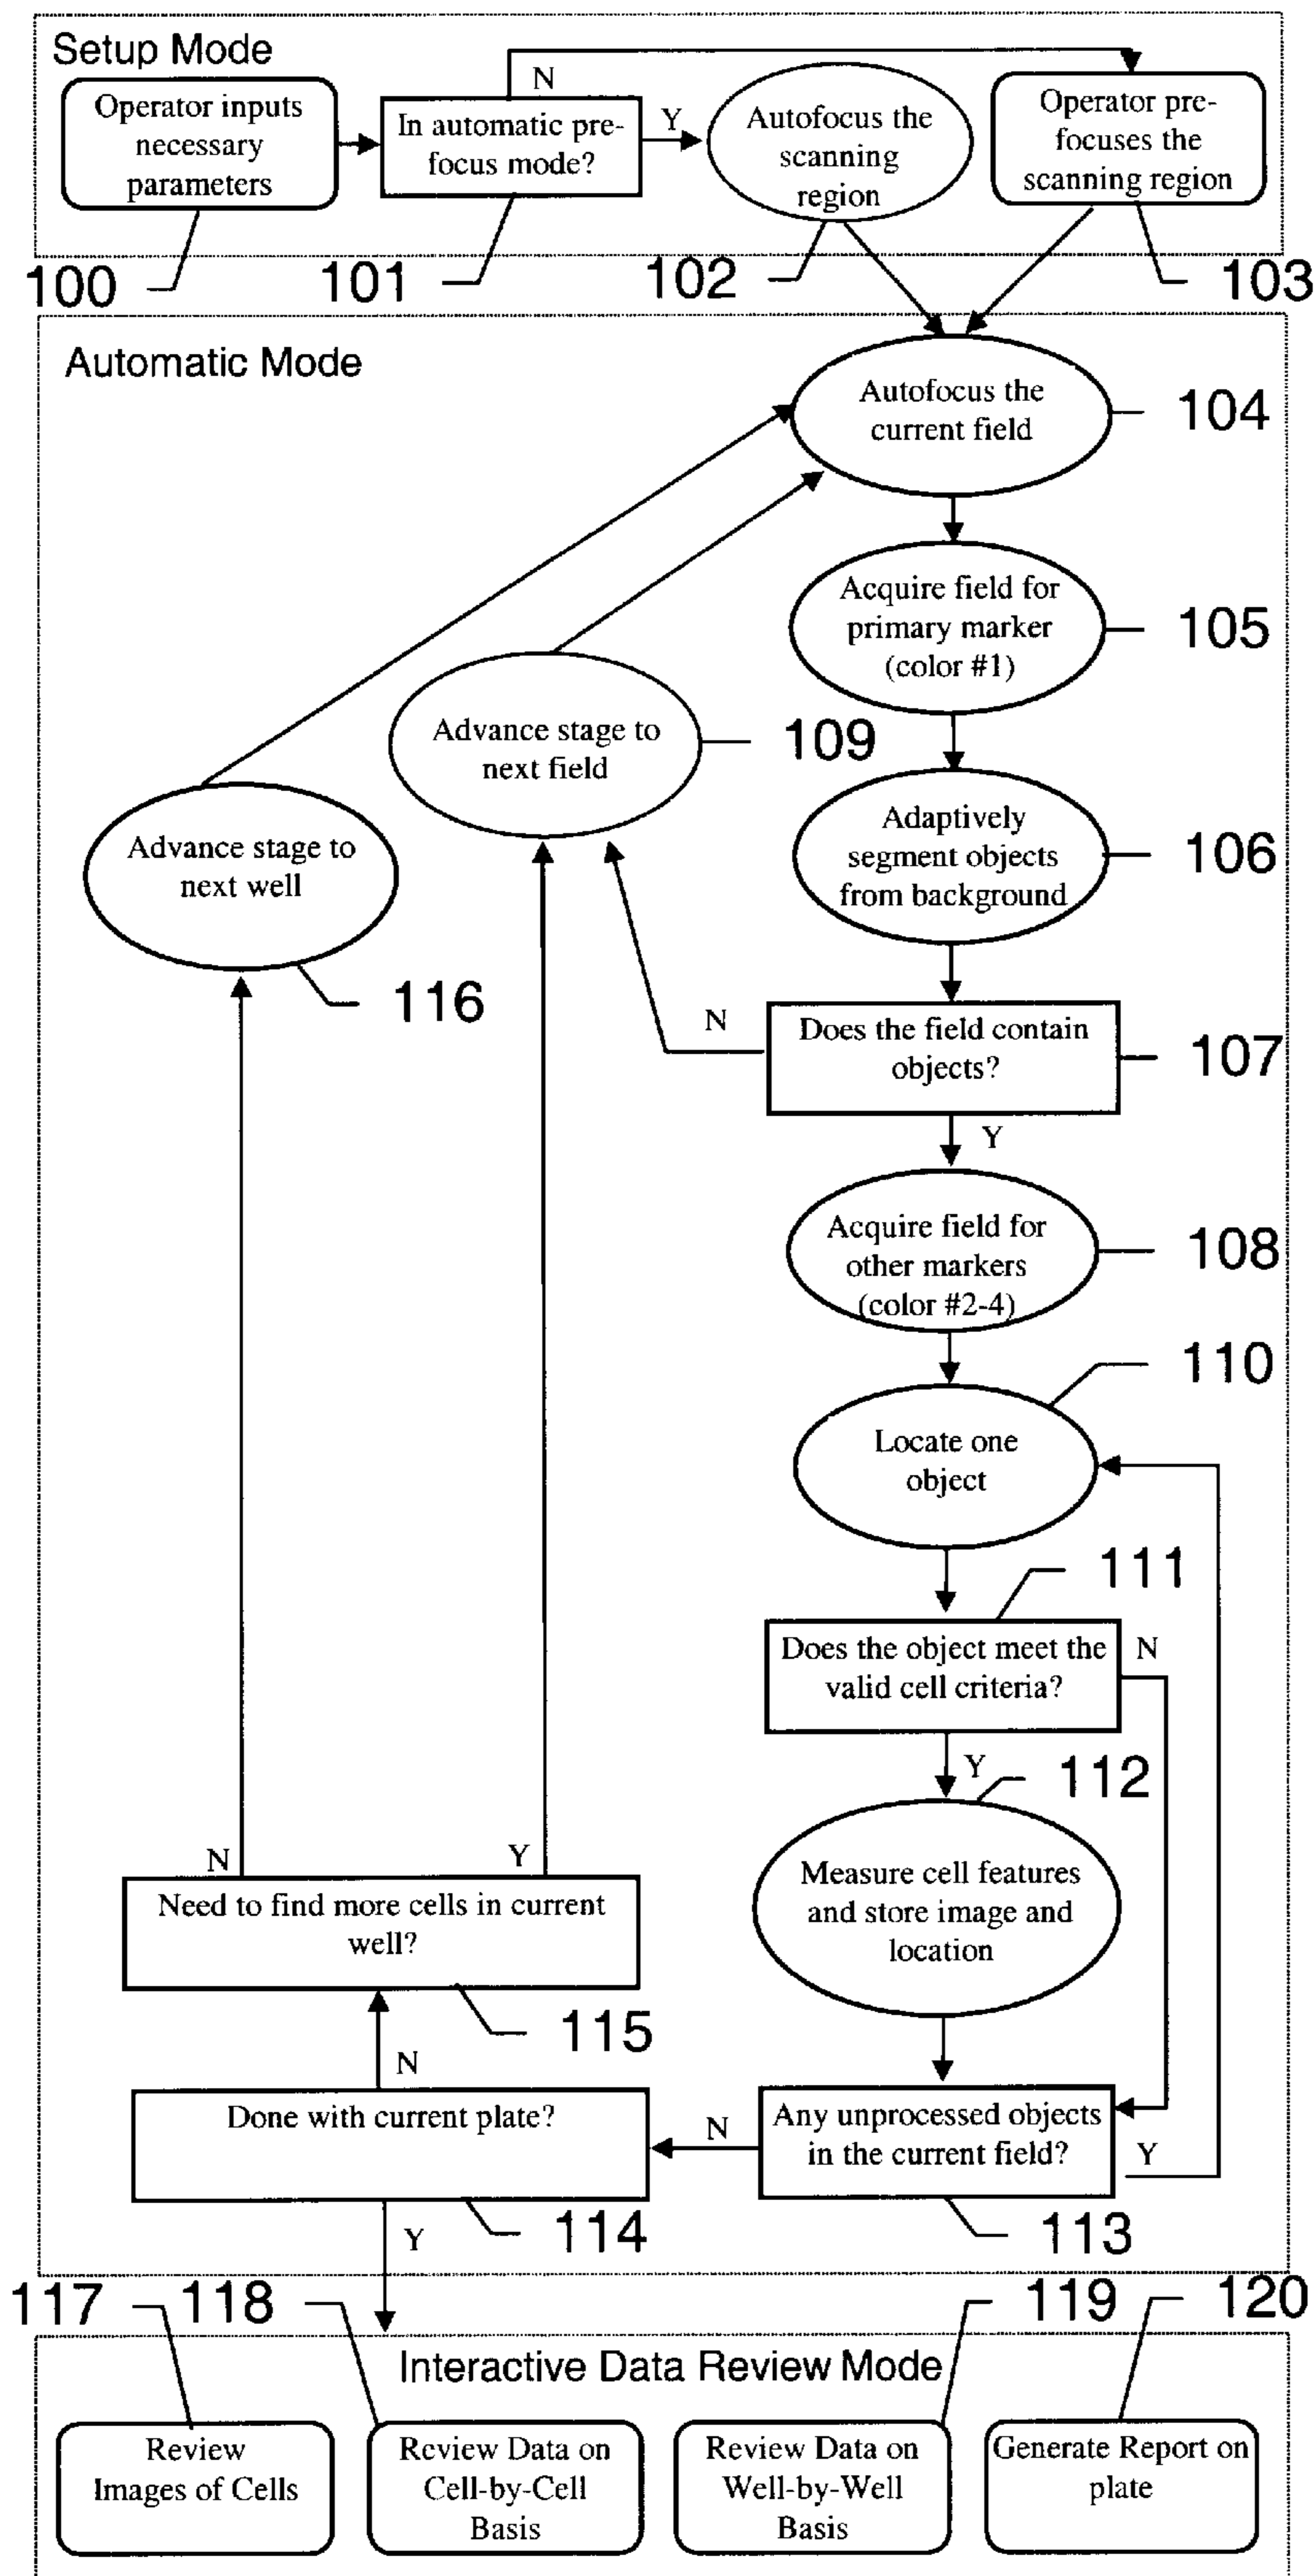 Setup Mode
Operator inputs
necessary
parameters
N
In automatic pre-
focus mode?
Y
Autofocus the
scanning
region
Operator pre-
focuses the
scanning region
100
101
102
103
Automatic Mode
Autofocus the
current field
104
Acquire field for
primary marker
(color #1)
105
Advance stage to
next field
109
Adaptively
segment objects
from background
106
Advance stage to
next well
116
N
Does the field contain
objects?
107
Y
Acquire field for
other markers
(color #2-4)
108
110
Locate one
object
111
Does the object meet the
valid cell criteria?
N
Y
112
Measure cell features
and store image and
location
N
Y
Need to find more cells in current
well?
115
N
Done with current plate?
N
Any unprocessed objects
in the current field?
Y
114
Y
113
117
118
119
120
Interactive Data Review Mode
Review
Images of Cells
Review Data on
Cell-by-Cell
Basis
Review Data on
Well-by-Well
Basis
Generate Report on
plate